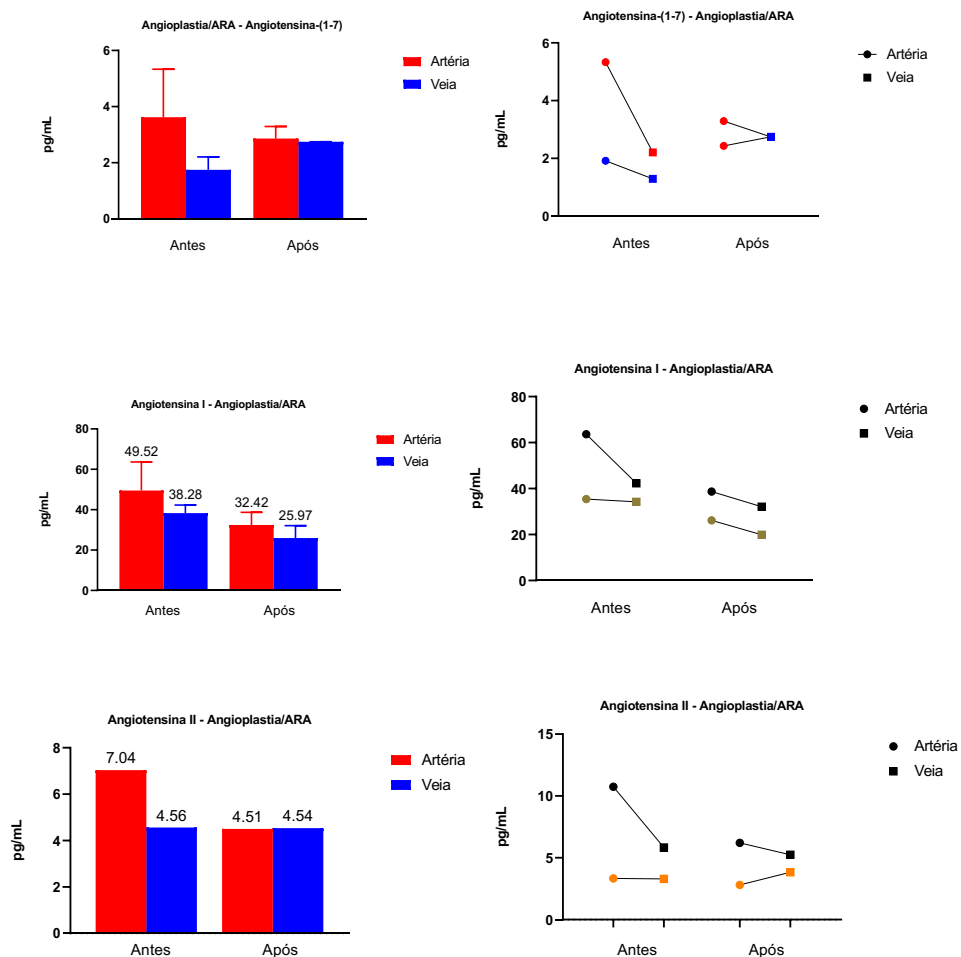 Angioplastia/ARA - Angiotensina-(1-7)
6
4
2
0
pg/mL
Antes
Após
Artéria
Veia
Angiotensina-(1-7) - Angioplastia/ARA
6
4
2
0
pg/mL
Antes
Após
Artéria
Veia
Angiotensina I - Angioplastia/ARA
80
60
40
20
0
pg/mL
49.52
38.28
32.42
25.97
Antes
Após
Artéria
Veia
Angiotensina I - Angioplastia/ARA
80
60
40
20
0
pg/mL
Antes
Após
Artéria
Veia
Angiotensina II - Angioplastia/ARA
8
6
4
2
0
pg/mL
7.04
4.56
4.51
4.54
Antes
Após
Artéria
Veia
Angiotensina II - Angioplastia/ARA
15
10
5
0
pg/mL
Antes
Após
Artéria
Veia